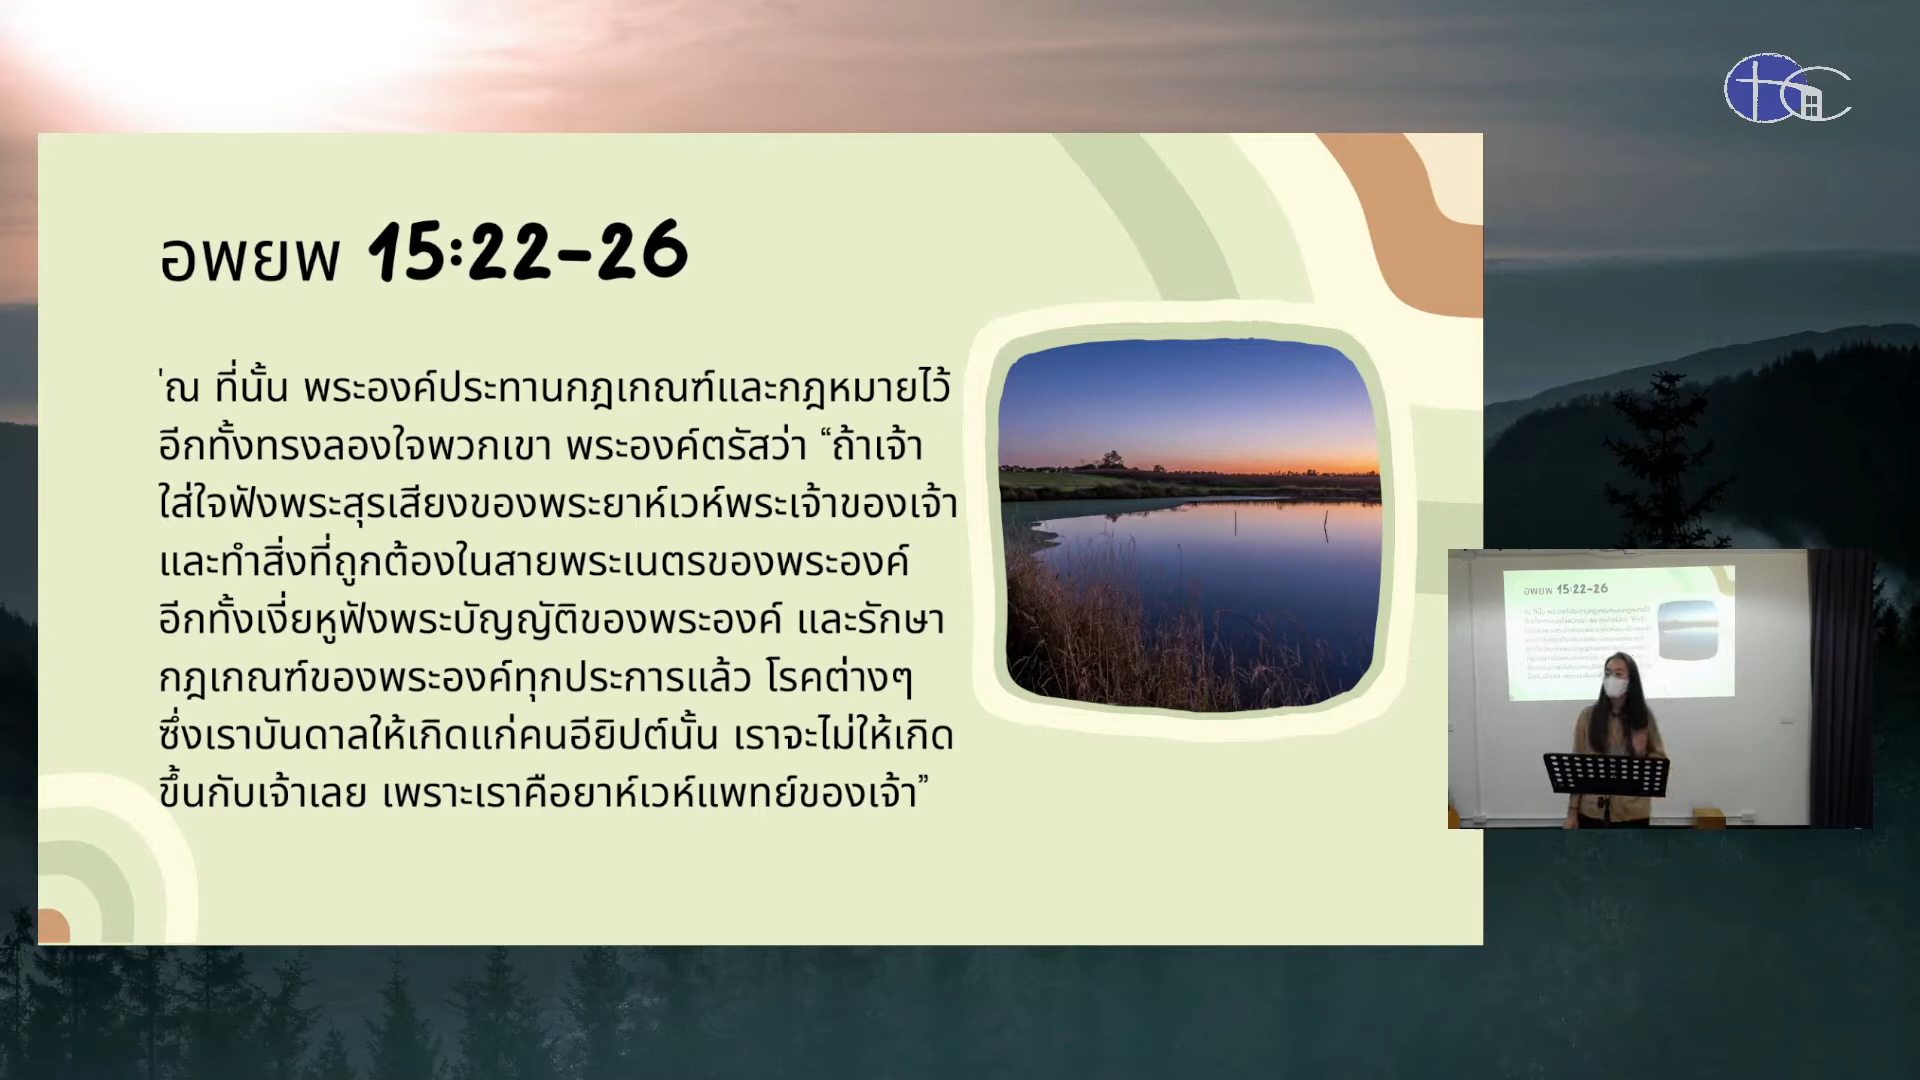 อพยพ 15:22-26
'ณ ที่นั้น พระองค์ประทานกฎเกณฑ์และกฎหมายไว้
อีกทั้งทรงลองใจพวกเขา พระองค์ตรัสว่า “ถ้าเจ้า
ใส่ใจฟังพระสุรเสียงของพระยาห์เวห์พระเจ้าของเจ้า
และทำสิ่งที่ถูกต้องในสายพระเนตรของพระองค์
อีกทั้งเงี่ยหูฟังพระบัญญัติของพระองค์ และรักษา
กฎเกณฑ์ของพระองค์ทุกประการแล้ว โรคต่างๆ
ซึ่งเราบันดาลให้เกิดแก่คนอียิปต์นั้น เราจะไม่ให้เกิด
ขึ้นกับเจ้าเลย เพราะเราคือยาห์เวห์แพทย์ของเจ้า”
อพยพ 15:22-26